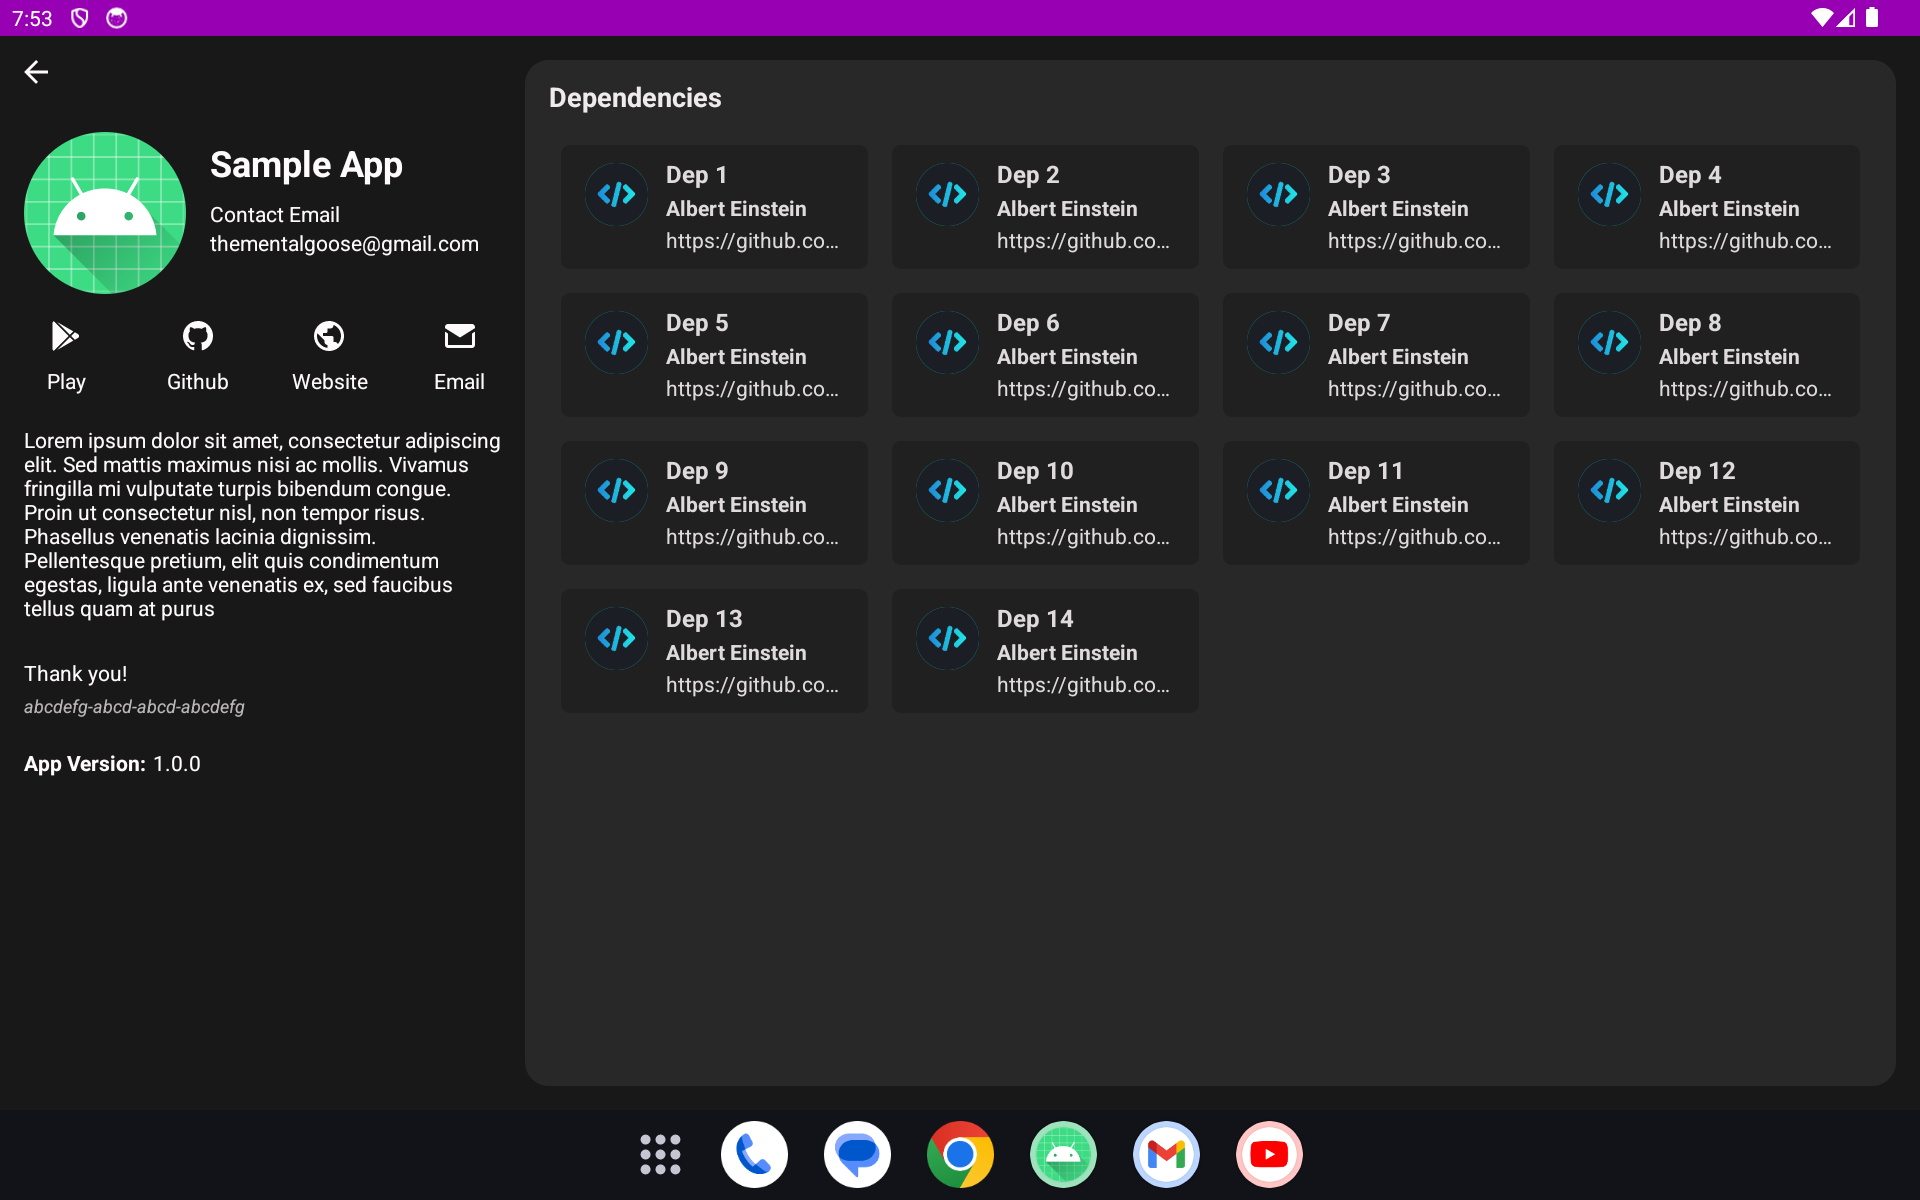 7:53
Sample App
Contact Email
thementalgoose@gmail.com
Play
Github
Website
Email
Lorem ipsum dolor sit amet, consectetur adipiscing
elit. Sed mattis maximus nisi ac mollis. Vivamus
fringilla mi vulputate turpis bibendum congue.
Proin ut consectetur nisl, non tempor risus.
Phasellus venenatis lacinia dignissim.
Pellentesque pretium, elit quis condimentum
egestas, ligula ante venenatis ex, sed faucibus
tellus quam at purus
Thank you!
abcdefg-abcd-abcd-abcdefg
App Version: 1.0.0
Dependencies
Dep 1
Albert Einstein
https://github.co...
Dep 2
Albert Einstein
https://github.co...
Dep 3
Albert Einstein
https://github.co...
Dep 4
Albert Einstein
https://github.co...
Dep 5
Albert Einstein
https://github.co...
Dep 6
Albert Einstein
https://github.co...
Dep 7
Albert Einstein
https://github.co...
Dep 8
Albert Einstein
https://github.co...
Dep 9
Albert Einstein
https://github.co...
Dep 10
Albert Einstein
https://github.co...
Dep 11
Albert Einstein
https://github.co...
Dep 12
Albert Einstein
https://github.co...
Dep 13
Albert Einstein
https://github.co...
Dep 14
Albert Einstein
https://github.co...